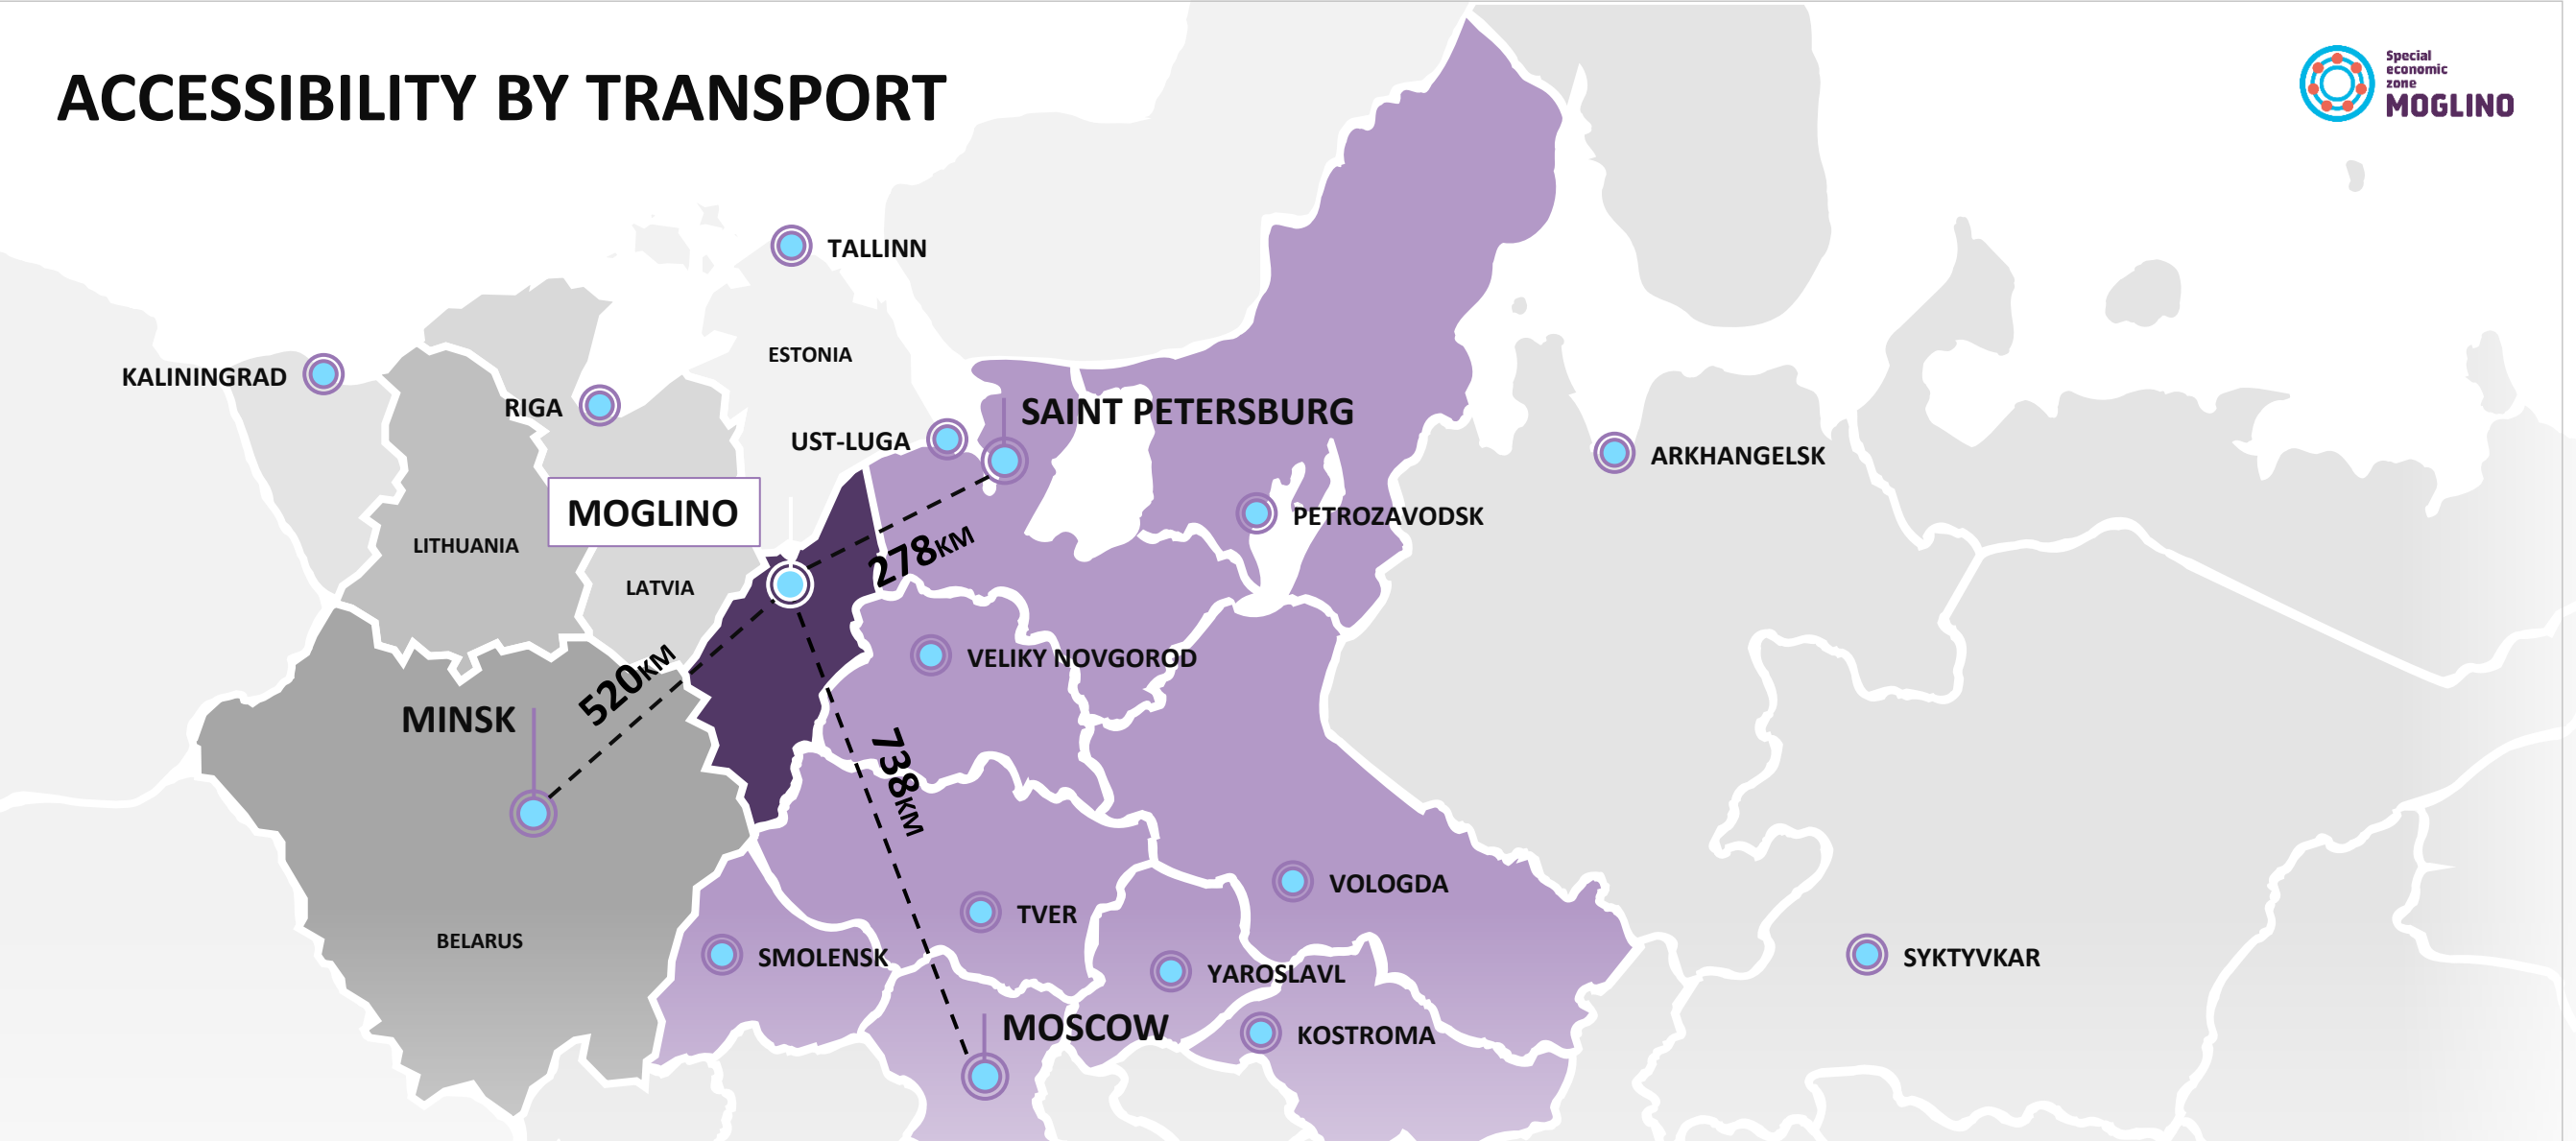 ACCESSIBILITY BY TRANSPORT
Special
economic
zone
MOGLINO
TALLINN
ESTONIA
KALININGRAD
RIGA
SAINT PETERSBURG
UST-LUGA
ARKHANGELSK
MOGLINO
PETROZAVODSK
LITHUANIA
278KM
LATVIA
VELIKY NOVGOROD
520KM
MINSK
738KM
VOLOGDA
TVER
BELARUS
SMOLENSK
YAROSLAVL
SYKTYVKAR
MOSCOW
KOSTROMA